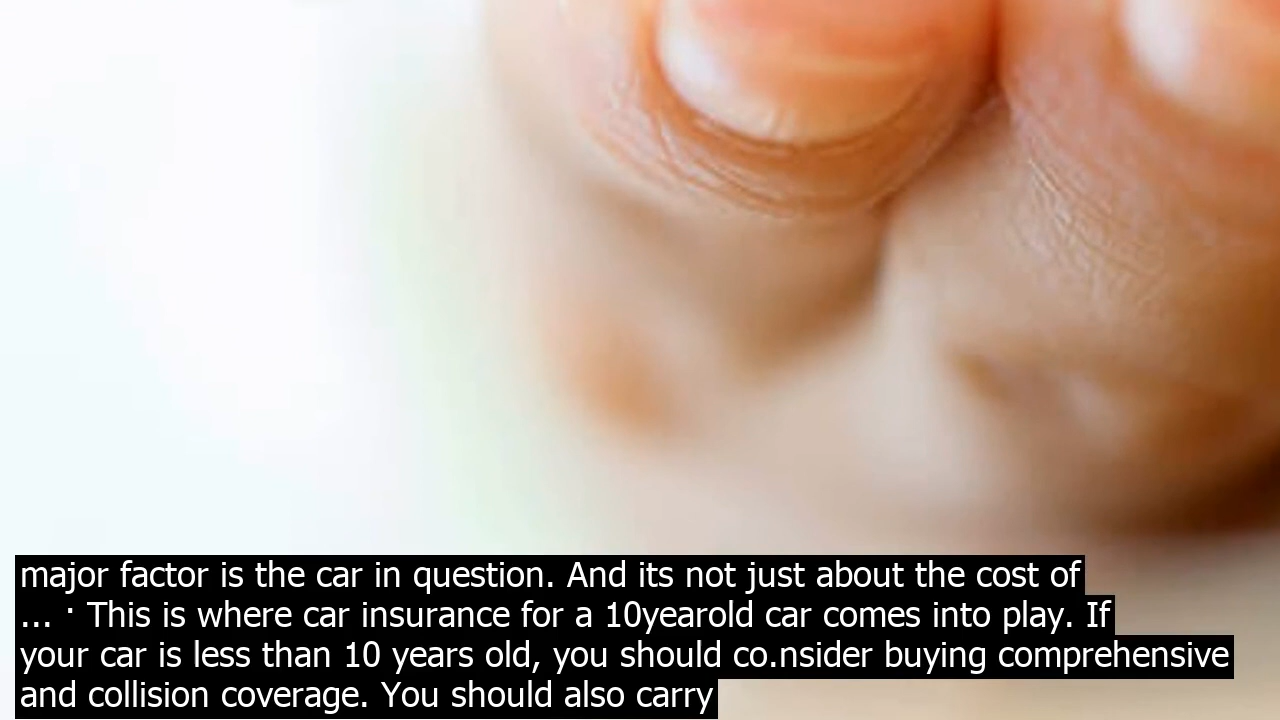 major factor is the car in question. And its not just about the cost of
... · This is where car insurance for a 10yearold car comes into play. If
your car is less than 10 years old, you should co.nsider buying comprehensive
and collision coverage. You should also carry